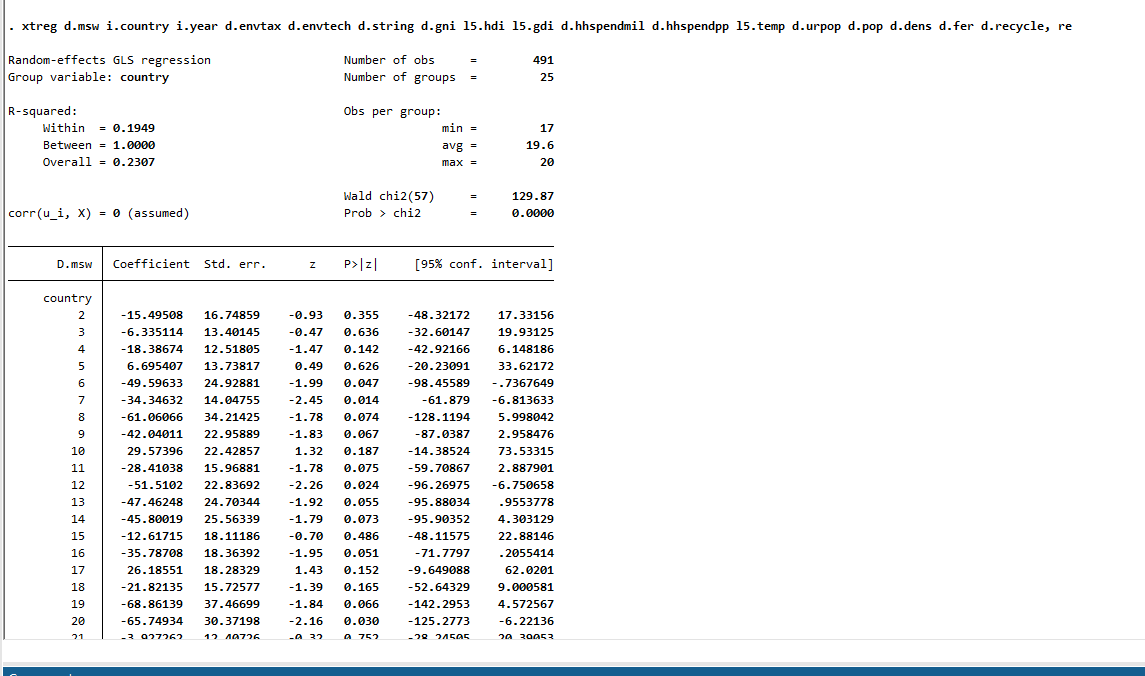 . xtreg d.msw i.country i.year d.envtax d.envtech d.string d.gni l5.hdi l5.gdi d.hhspendmil d.hhspendpp l5.temp d.urpop d.pop d.dens d.fer d.recycle, re
Random-effects GLS regression Number of obs = 491
Group variable: country Number of groups = 25
R-squared: Obs per group:
Within = 0.1949 min = 17
Between = 1.0000 avg = 19.6
Overall = 0.2307 max = 20
Wald chi2(57) = 129.87
corr(u_i, X) = 0 (assumed) Prob > chi2 = 0.0000
D.msw Coefficient Std. err. z P>|z| [95% conf. interval]
country
2 -15.49508 16.74859 -0.93 0.355 -48.32172 17.33156
3 -6.335114 13.40145 -0.47 0.636 -32.60147 19.93125
4 -18.38674 12.51805 -1.47 0.142 -42.92166 6.148186
5 6.695407 13.73817 0.49 0.626 -20.23091 33.62172
6 -49.59633 24.92881 -1.99 0.047 -98.45589 -.7367649
7 -34.34632 14.04755 -2.45 0.014 -61.879 -6.813633
8 -61.06066 34.21425 -1.78 0.074 -128.1194 5.998042
9 -42.04011 22.95889 -1.83 0.067 -87.0387 2.958476
10 29.57396 22.42857 1.32 0.187 -14.38524 73.53315
11 -28.41038 15.96881 -1.78 0.075 -59.70867 2.887901
12 -51.5102 22.83692 -2.26 0.024 -96.26975 -6.750658
13 -47.46248 24.70344 -1.92 0.055 -95.88034 .9553778
14 -45.80019 25.56339 -1.79 0.073 -95.90352 4.303129
15 -12.61715 18.11186 -0.70 0.486 -48.11575 22.88146
16 -35.78708 18.36392 -1.95 0.051 -71.7797 .2055414
17 26.18551 18.28329 1.43 0.152 -9.649088 62.0201
18 -21.82135 15.72577 -1.39 0.165 -52.64329 9.000581
19 -68.86139 37.46699 -1.84 0.066 -142.2953 4.572567
20 -65.74934 30.37198 -2.16 0.030 -125.2773 -6.22136
21 -3.927262 12.40726 -0.32 0.752 -28.24505 20.39053